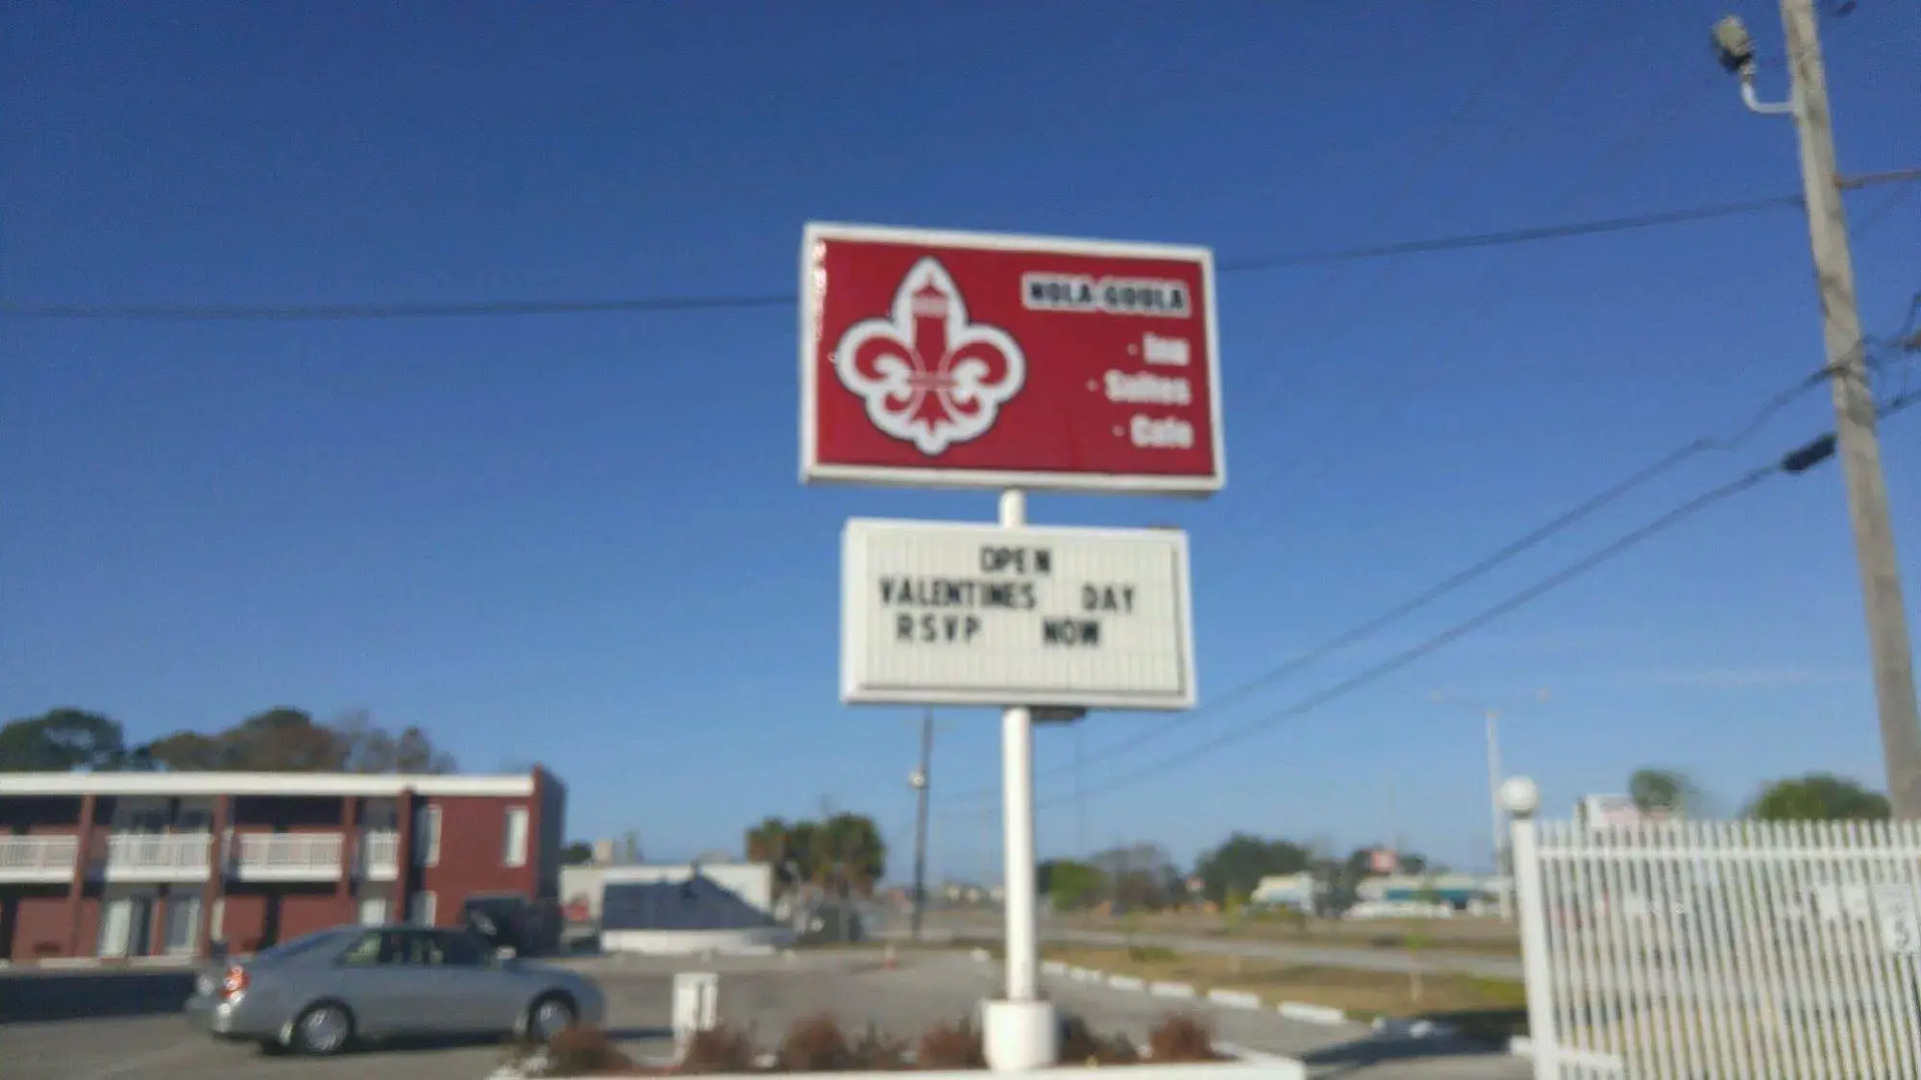 NOLA-GOULA
· Inn
· Suites
· Cafe
OPEN
VALENTINES DAY
RSVP NOW